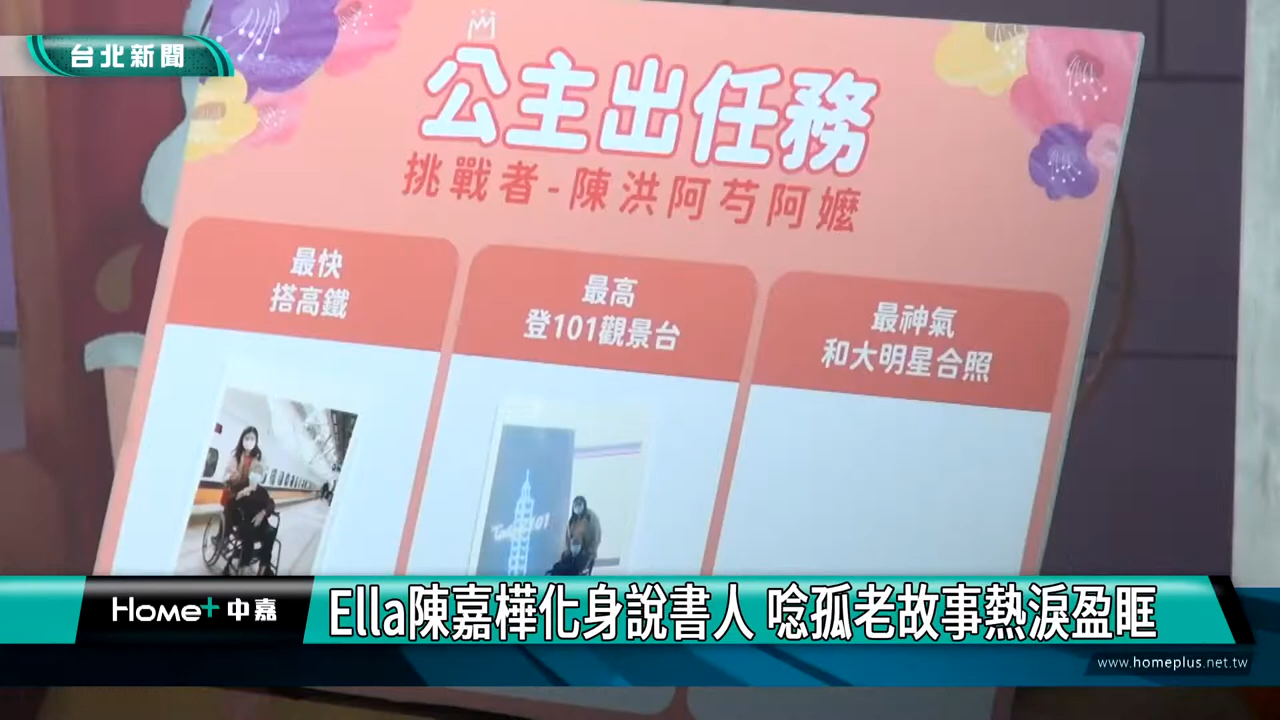 台北新聞
公主出任務
挑戰者-陳洪阿芍阿嬤
最快
搭高鐵
最高
登101觀景台
最神氣
和大明星合照
Home+中嘉
Ella陳嘉樺化身說書人 唸孤老故事熱淚盈眶
www.homeplus.net.tw